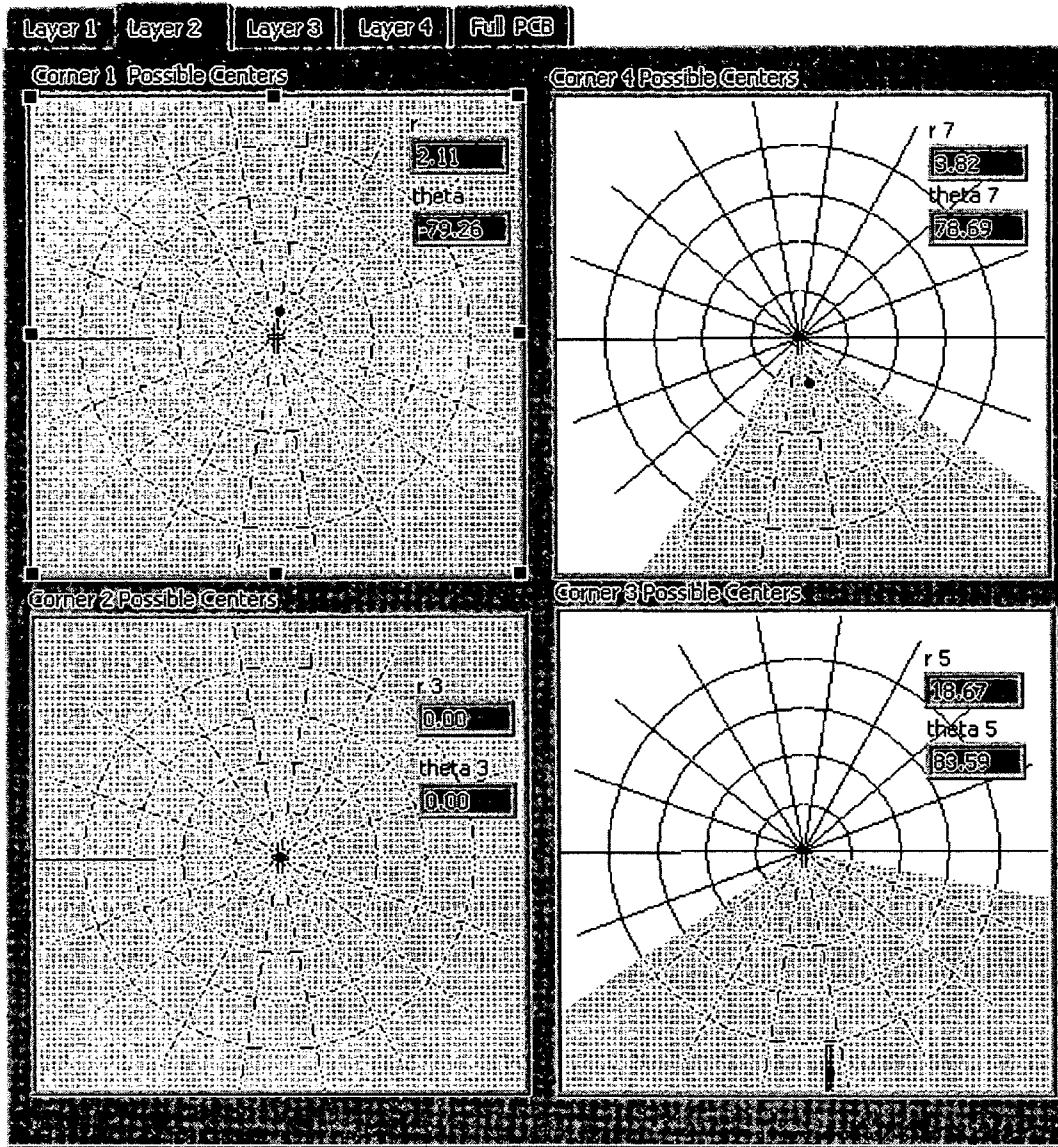 Layer 1 Layer 2 Layer 3 Layer 4 Full PCB
Corner 1 Possible Centers
r
2.11
theta
-79.26
Corner 4 Possible Centers
r 7
3.82
theta 7
78.69
Corner 2 Possible Centers
r 3
0.00
theta 3
0.00
Corner 3 Possible Centers
r 5
18.67
theta 5
83.59